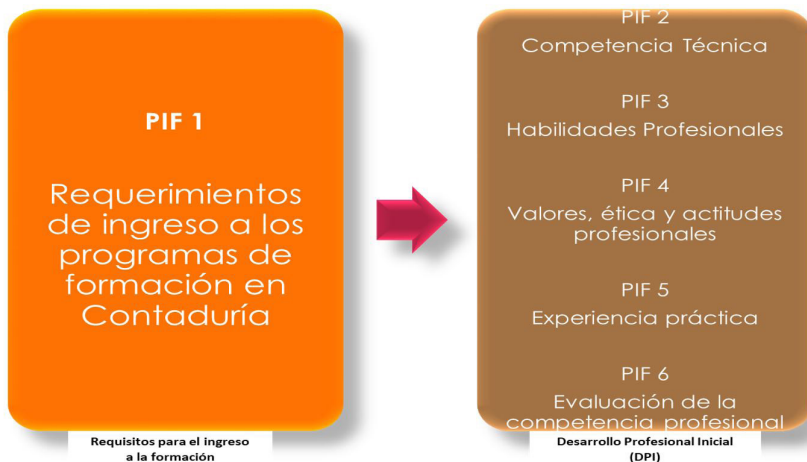 PIF 1
Requerimientos
de ingreso a los
programas de
formación en
Contaduría
Requisitos para el ingreso
a la formación
PIF 2
Competencia Técnica
PIF 3
Habilidades Profesionales
PIF 4
Valores, ética y actitudes
profesionales
PIF 5
Experiencia práctica
PIF 6
Evaluación de la
competencia profesional
Desarrollo Profesional Inicial
(DPI)